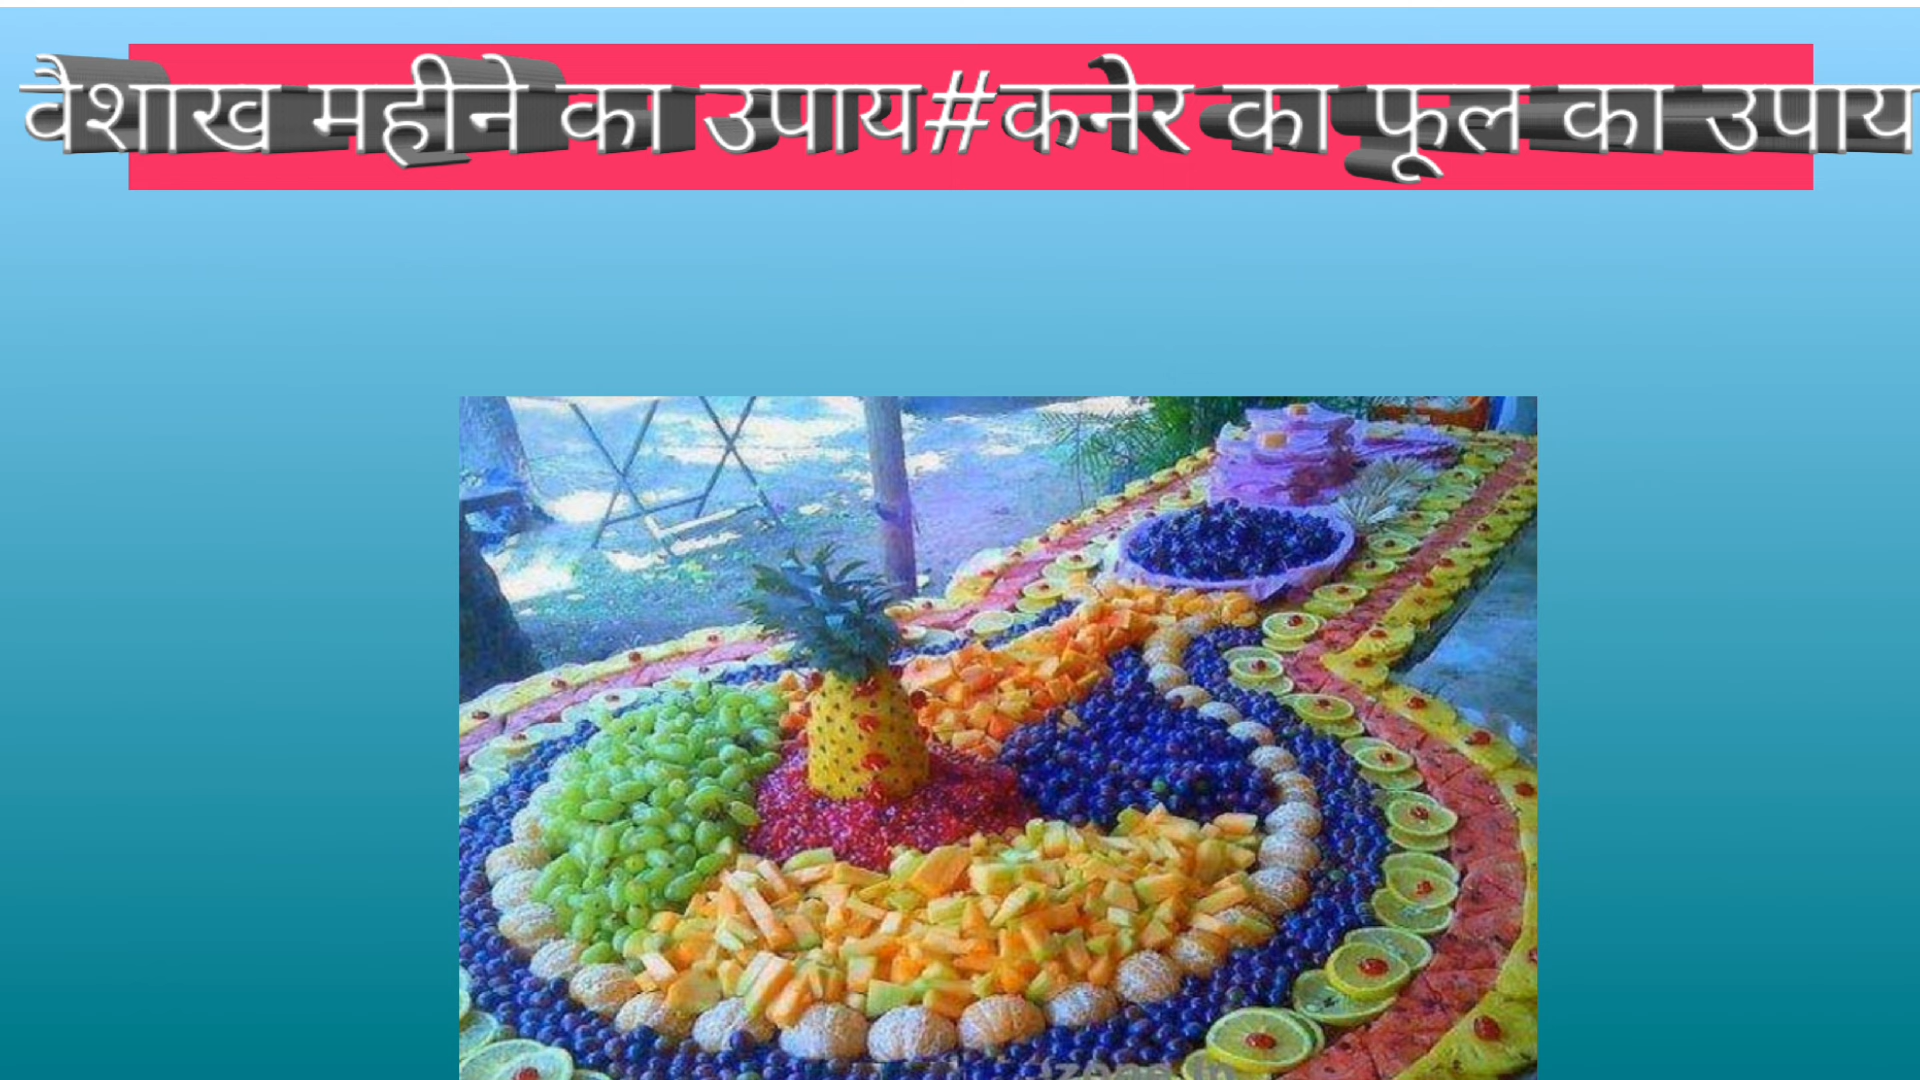 वैशाख महीने का उपाय#कनेर का फूल का उपाय